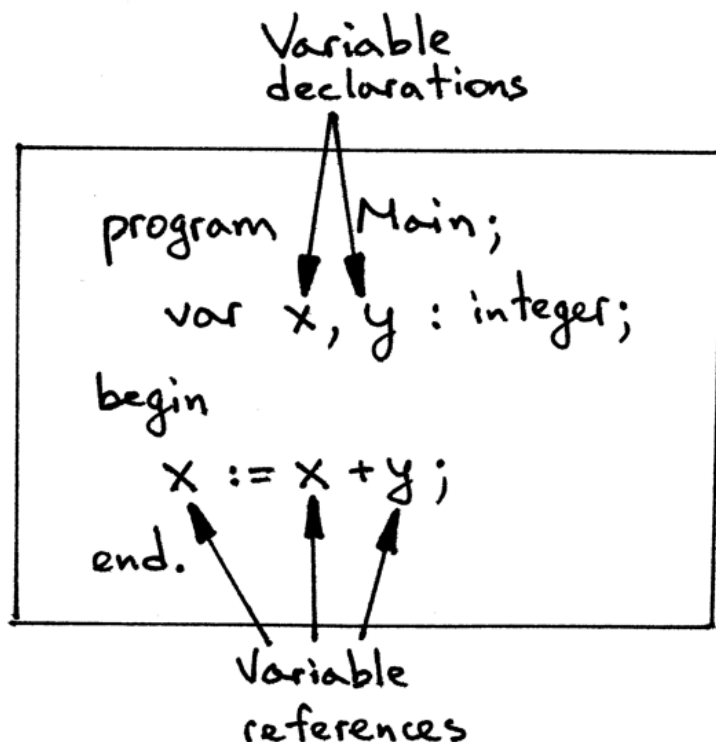 Variable
declarations
program Main;
var x, y : integer;
begin
x := x + y ;
end.
Variable
references